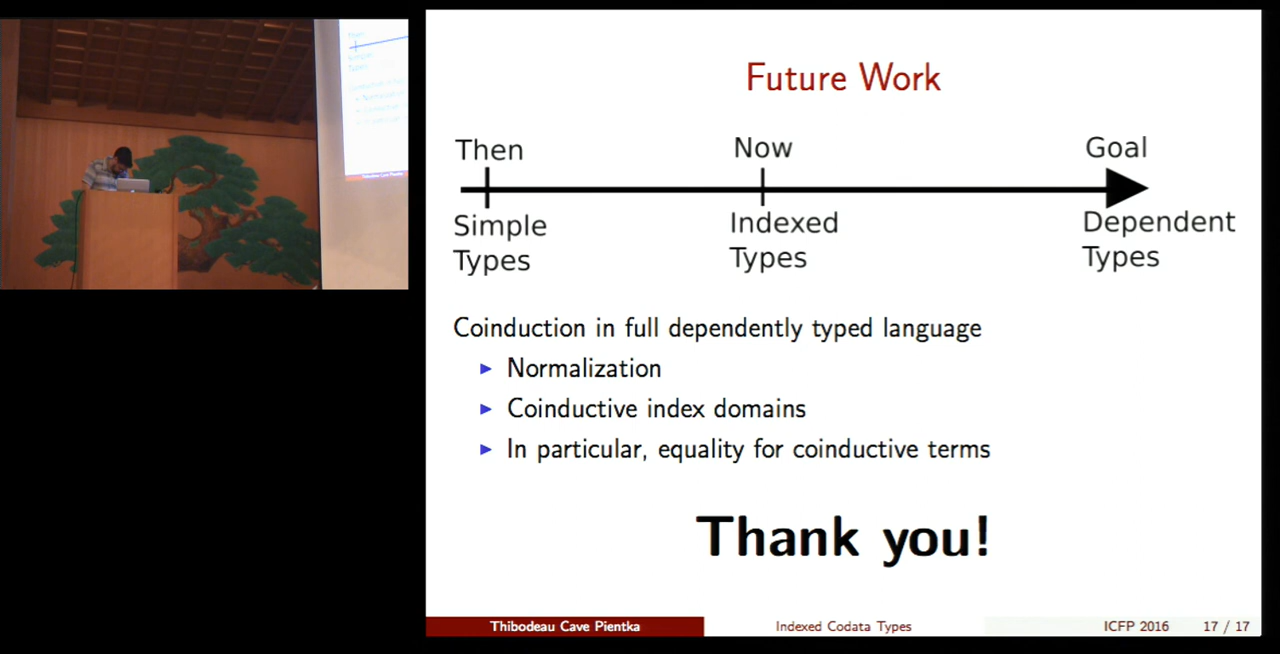 Future Work
Then Now Goal
Simple Indexed Dependent
Types Types Types
Coinduction in full dependently typed language
Normalization
Coinductive index domains
In particular, equality for coinductive terms
Thank you!
Thibodeau Cave Pientka Indexed Codata Types ICFP 2016 17 / 17